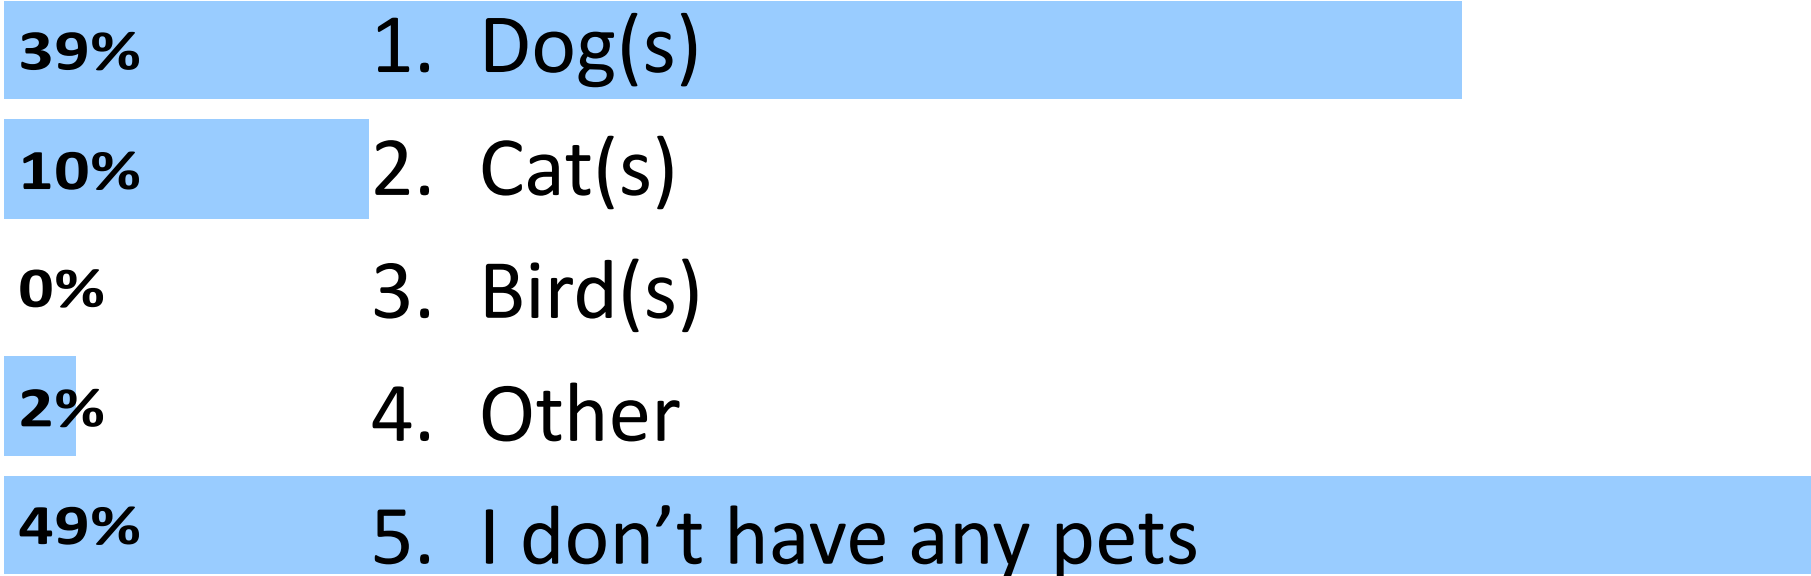 39% 1. Dog(s)
10% 2. Cat(s)
0% 3. Bird(s)
2% 4. Other
49% 5. I don’t have any pets